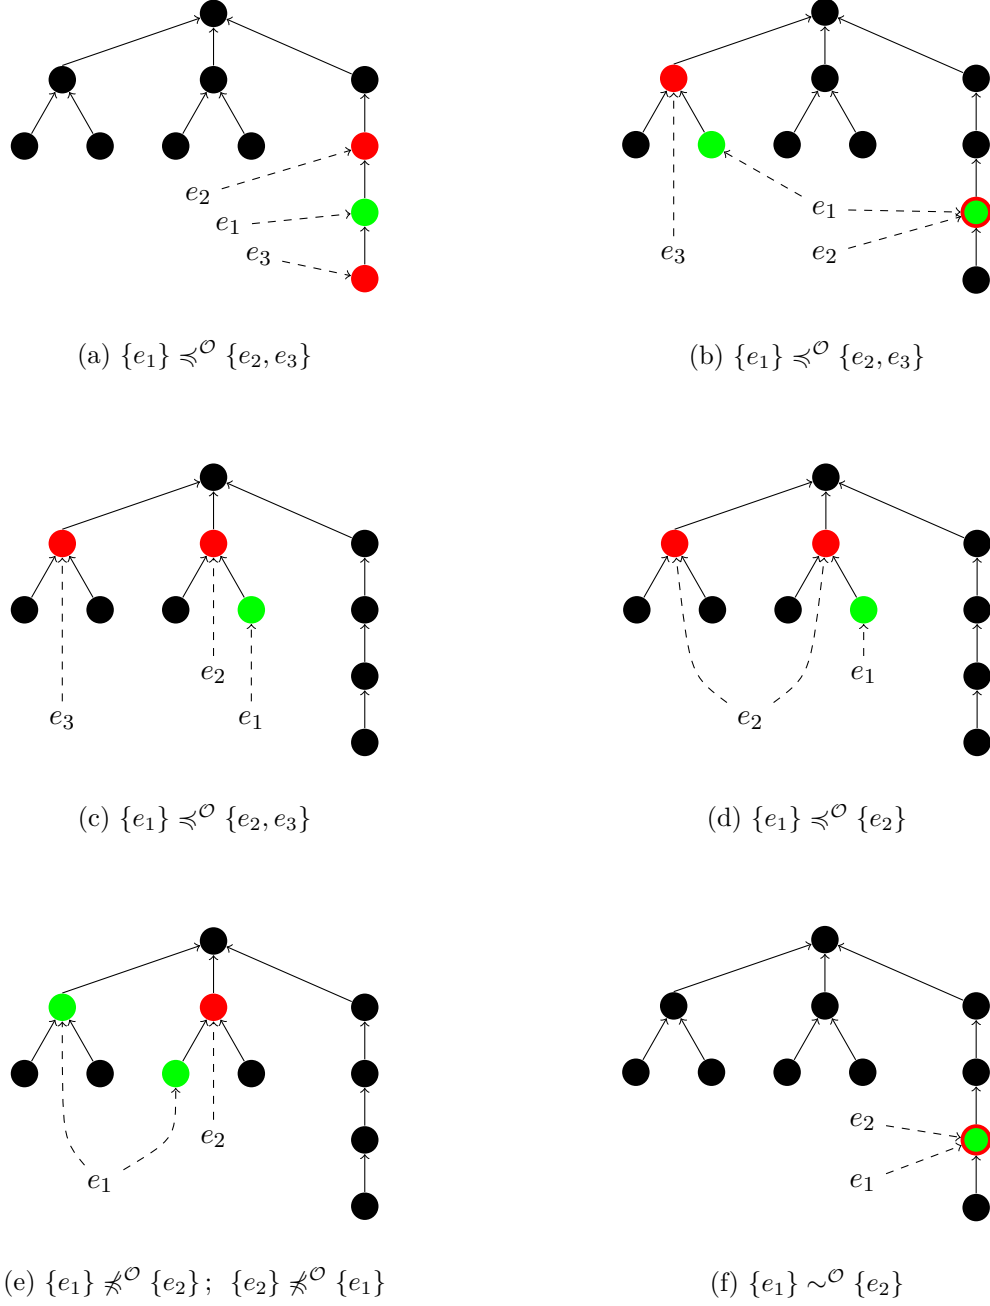 e₂
e₁
e₃
(a) {e₁} ≼^𝒪 {e₂, e₃}
e₁
e₃
e₂
(b) {e₁} ≼^𝒪 {e₂, e₃}
e₂
e₃
e₁
(c) {e₁} ≼^𝒪 {e₂, e₃}
e₁
e₂
(d) {e₁} ≼^𝒪 {e₂}
e₂
e₁
(e) {e₁} ⋠^𝒪 {e₂} ; {e₂} ⋠^𝒪 {e₁}
e₂
e₁
(f) {e₁} ∼^𝒪 {e₂}